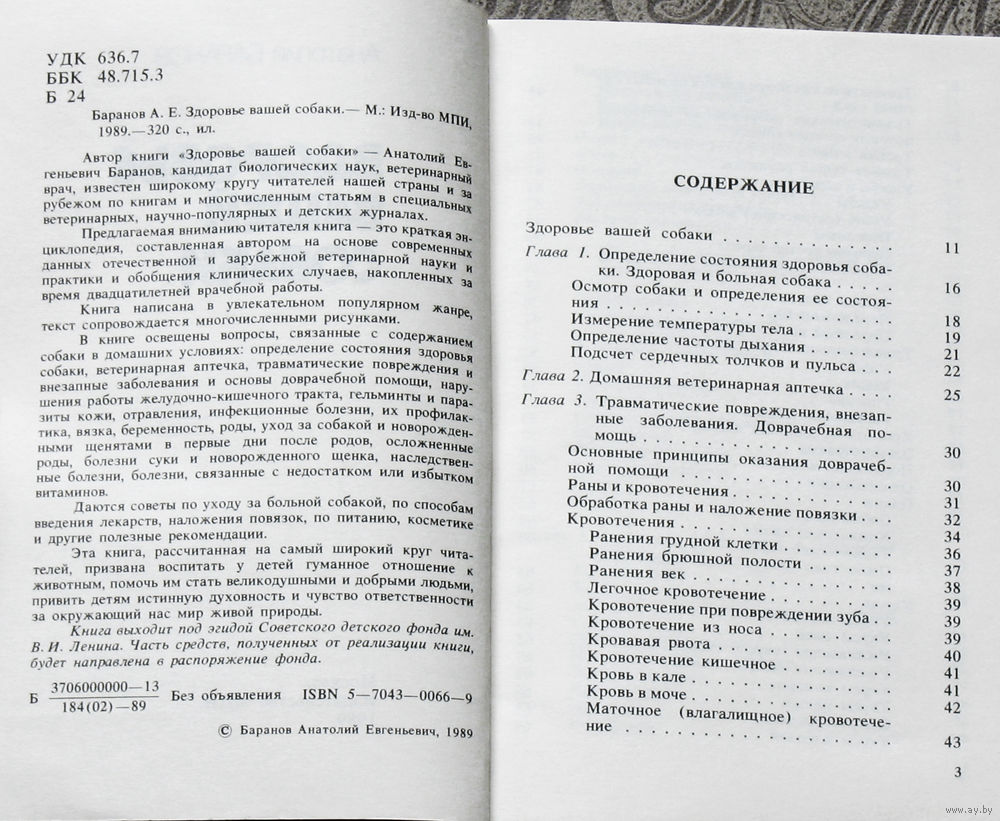 УДК 636.7
ББК 48.715.3
Б 24
Баранов А. Е. Здоровье вашей собаки.— М.: Изд-во МПИ,
1989.—320 с., ил.
Автор книги «Здоровье вашей собаки» — Анатолий Ев-
геньевич Баранов, кандидат биологических наук, ветеринарный
врач, известен широкому кругу читателей нашей страны и за
рубежом по книгам и многочисленным статьям в специальных
ветеринарных, научно-популярных и детских журналах.
Предлагаемая вниманию читателя книга — это краткая эн-
циклопедия, составленная автором на основе современных
данных отечественной и зарубежной ветеринарной науки и
практики и обобщения клинических случаев, накопленных за
время двадцатилетней врачебной работы.
Книга написана в увлекательном популярном жанре,
текст сопровождается многочисленными рисунками.
В книге освещены вопросы, связанные с содержанием
собаки в домашних условиях: определение состояния здоровья
собаки, ветеринарная аптечка, травматические повреждения и
внезапные заболевания и основы доврачебной помощи, нару-
шения работы желудочно-кишечного тракта, гельминты и пара-
зиты кожи, отравления, инфекционные болезни, их профилак-
тика, вязка, беременность, роды, уход за собакой и новорожден-
ными щенятами в первые дни после родов, осложненные
роды, болезни суки и новорожденного щенка, наследствен-
ные болезни, болезни, связанные с недостатком или избытком
витаминов.
Даются советы по уходу за больной собакой, по способам
введения лекарств, наложения повязок, по питанию, косметике
и другие полезные рекомендации.
Эта книга, рассчитанная на самый широкий круг чита-
телей, призвана воспитать у детей гуманное отношение к
животным, помочь им стать великодушными и добрыми людьми,
привить детям истинную духовность и чувство ответственности
за окружающий нас мир живой природы.
Книга выходит под эгидой Советского детского фонда им.
В. И. Ленина. Часть средств, полученных от реализации книги,
будет направлена в распоряжение фонда.
Б 3706000000—13 / 184(02)—89 Без объявления ISBN 5—7043—0066—9
© Баранов Анатолий Евгеньевич, 1989
СОДЕРЖАНИЕ
Здоровье вашей собаки . . . . . . . . . . . . . . 11
Глава 1. Определение состояния здоровья соба-
ки. Здоровая и больная собака . . . . . 16
Осмотр собаки и определения ее состоя-
ния . . . . . . . . . . . . . . . . . . . 18
Измерение температуры тела . . . . . . . 19
Определение частоты дыхания . . . . . . 21
Подсчет сердечных толчков и пульса . . . 22
Глава 2. Домашняя ветеринарная аптечка . . . . 25
Глава 3. Травматические повреждения, внезап-
ные заболевания. Доврачебная по-
мощь . . . . . . . . . . . . . . . . . 30
Основные принципы оказания доврачеб-
ной помощи . . . . . . . . . . . . . . 30
Раны и кровотечения . . . . . . . . . . . 31
Обработка раны и наложение повязки . . . 32
Кровотечения . . . . . . . . . . . . . . 34
Ранения грудной клетки . . . . . . . . 36
Ранения брюшной полости . . . . . . 37
Ранения век . . . . . . . . . . . . . 38
Легочное кровотечение . . . . . . . . 39
Кровотечение при повреждении зуба . . 39
Кровотечение из носа . . . . . . . . . 39
Кровавая рвота . . . . . . . . . . . . 40
Кровотечение кишечное . . . . . . . . 41
Кровь в кале . . . . . . . . . . . . . 41
Кровь в моче . . . . . . . . . . . . . 42
Маточное (влагалищное) кровотече-
ние . . . . . . . . . . . . . . . . . 43
3
www.ay.by